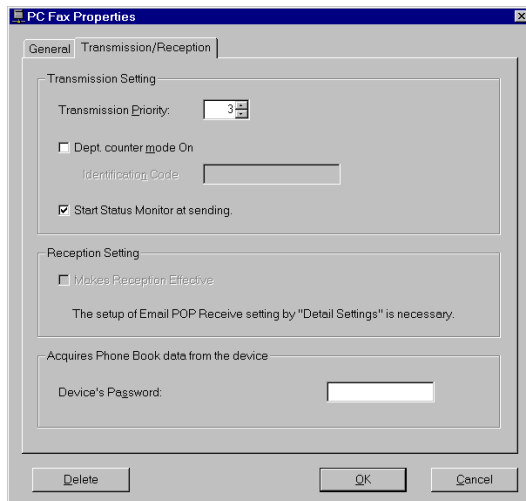 PC Fax Properties
General Transmission/Reception
Transmission Setting
Transmission Priority: 3
Dept. counter mode On
Identification Code
Start Status Monitor at sending.
Reception Setting
Makes Reception Effective
The setup of Email POP Receive setting by "Detail Settings" is necessary.
Acquires Phone Book data from the device
Device's Password:
Delete OK Cancel